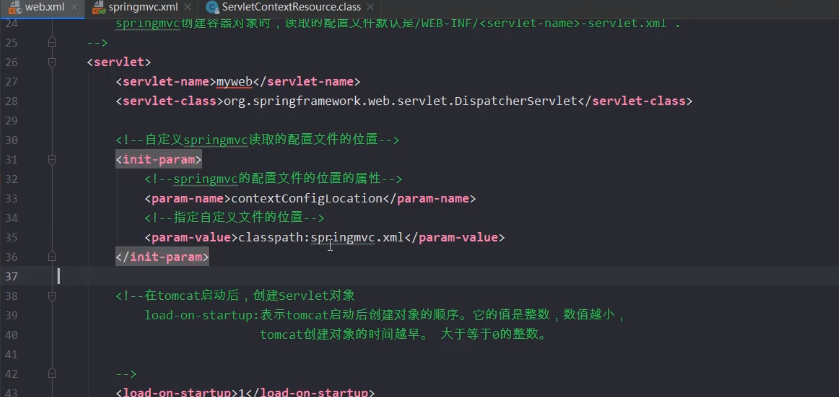 web.xml × springmvc.xml × ServletContextResource.class ×
24 springmvc创建容器对象时，读取的配置文件默认是/WEB-INF/<servlet-name>-servlet.xml .
25 -->
26 <servlet>
27 <servlet-name>myweb</servlet-name>
28 <servlet-class>org.springframework.web.servlet.DispatcherServlet</servlet-class>
29
30 <!--自定义springmvc读取的配置文件的位置-->
31 <init-param>
32 <!--springmvc的配置文件的位置的属性-->
33 <param-name>contextConfigLocation</param-name>
34 <!--指定自定义文件的位置-->
35 <param-value>classpath:springmvc.xml</param-value>
36 </init-param>
37
38 <!--在tomcat启动后，创建Servlet对象
39 load-on-startup:表示tomcat启动后创建对象的顺序。它的值是整数，数值越小，
40 tomcat创建对象的时间越早。 大于等于0的整数。
41
42 -->
43 <load-on-startup>1</load-on-startup>